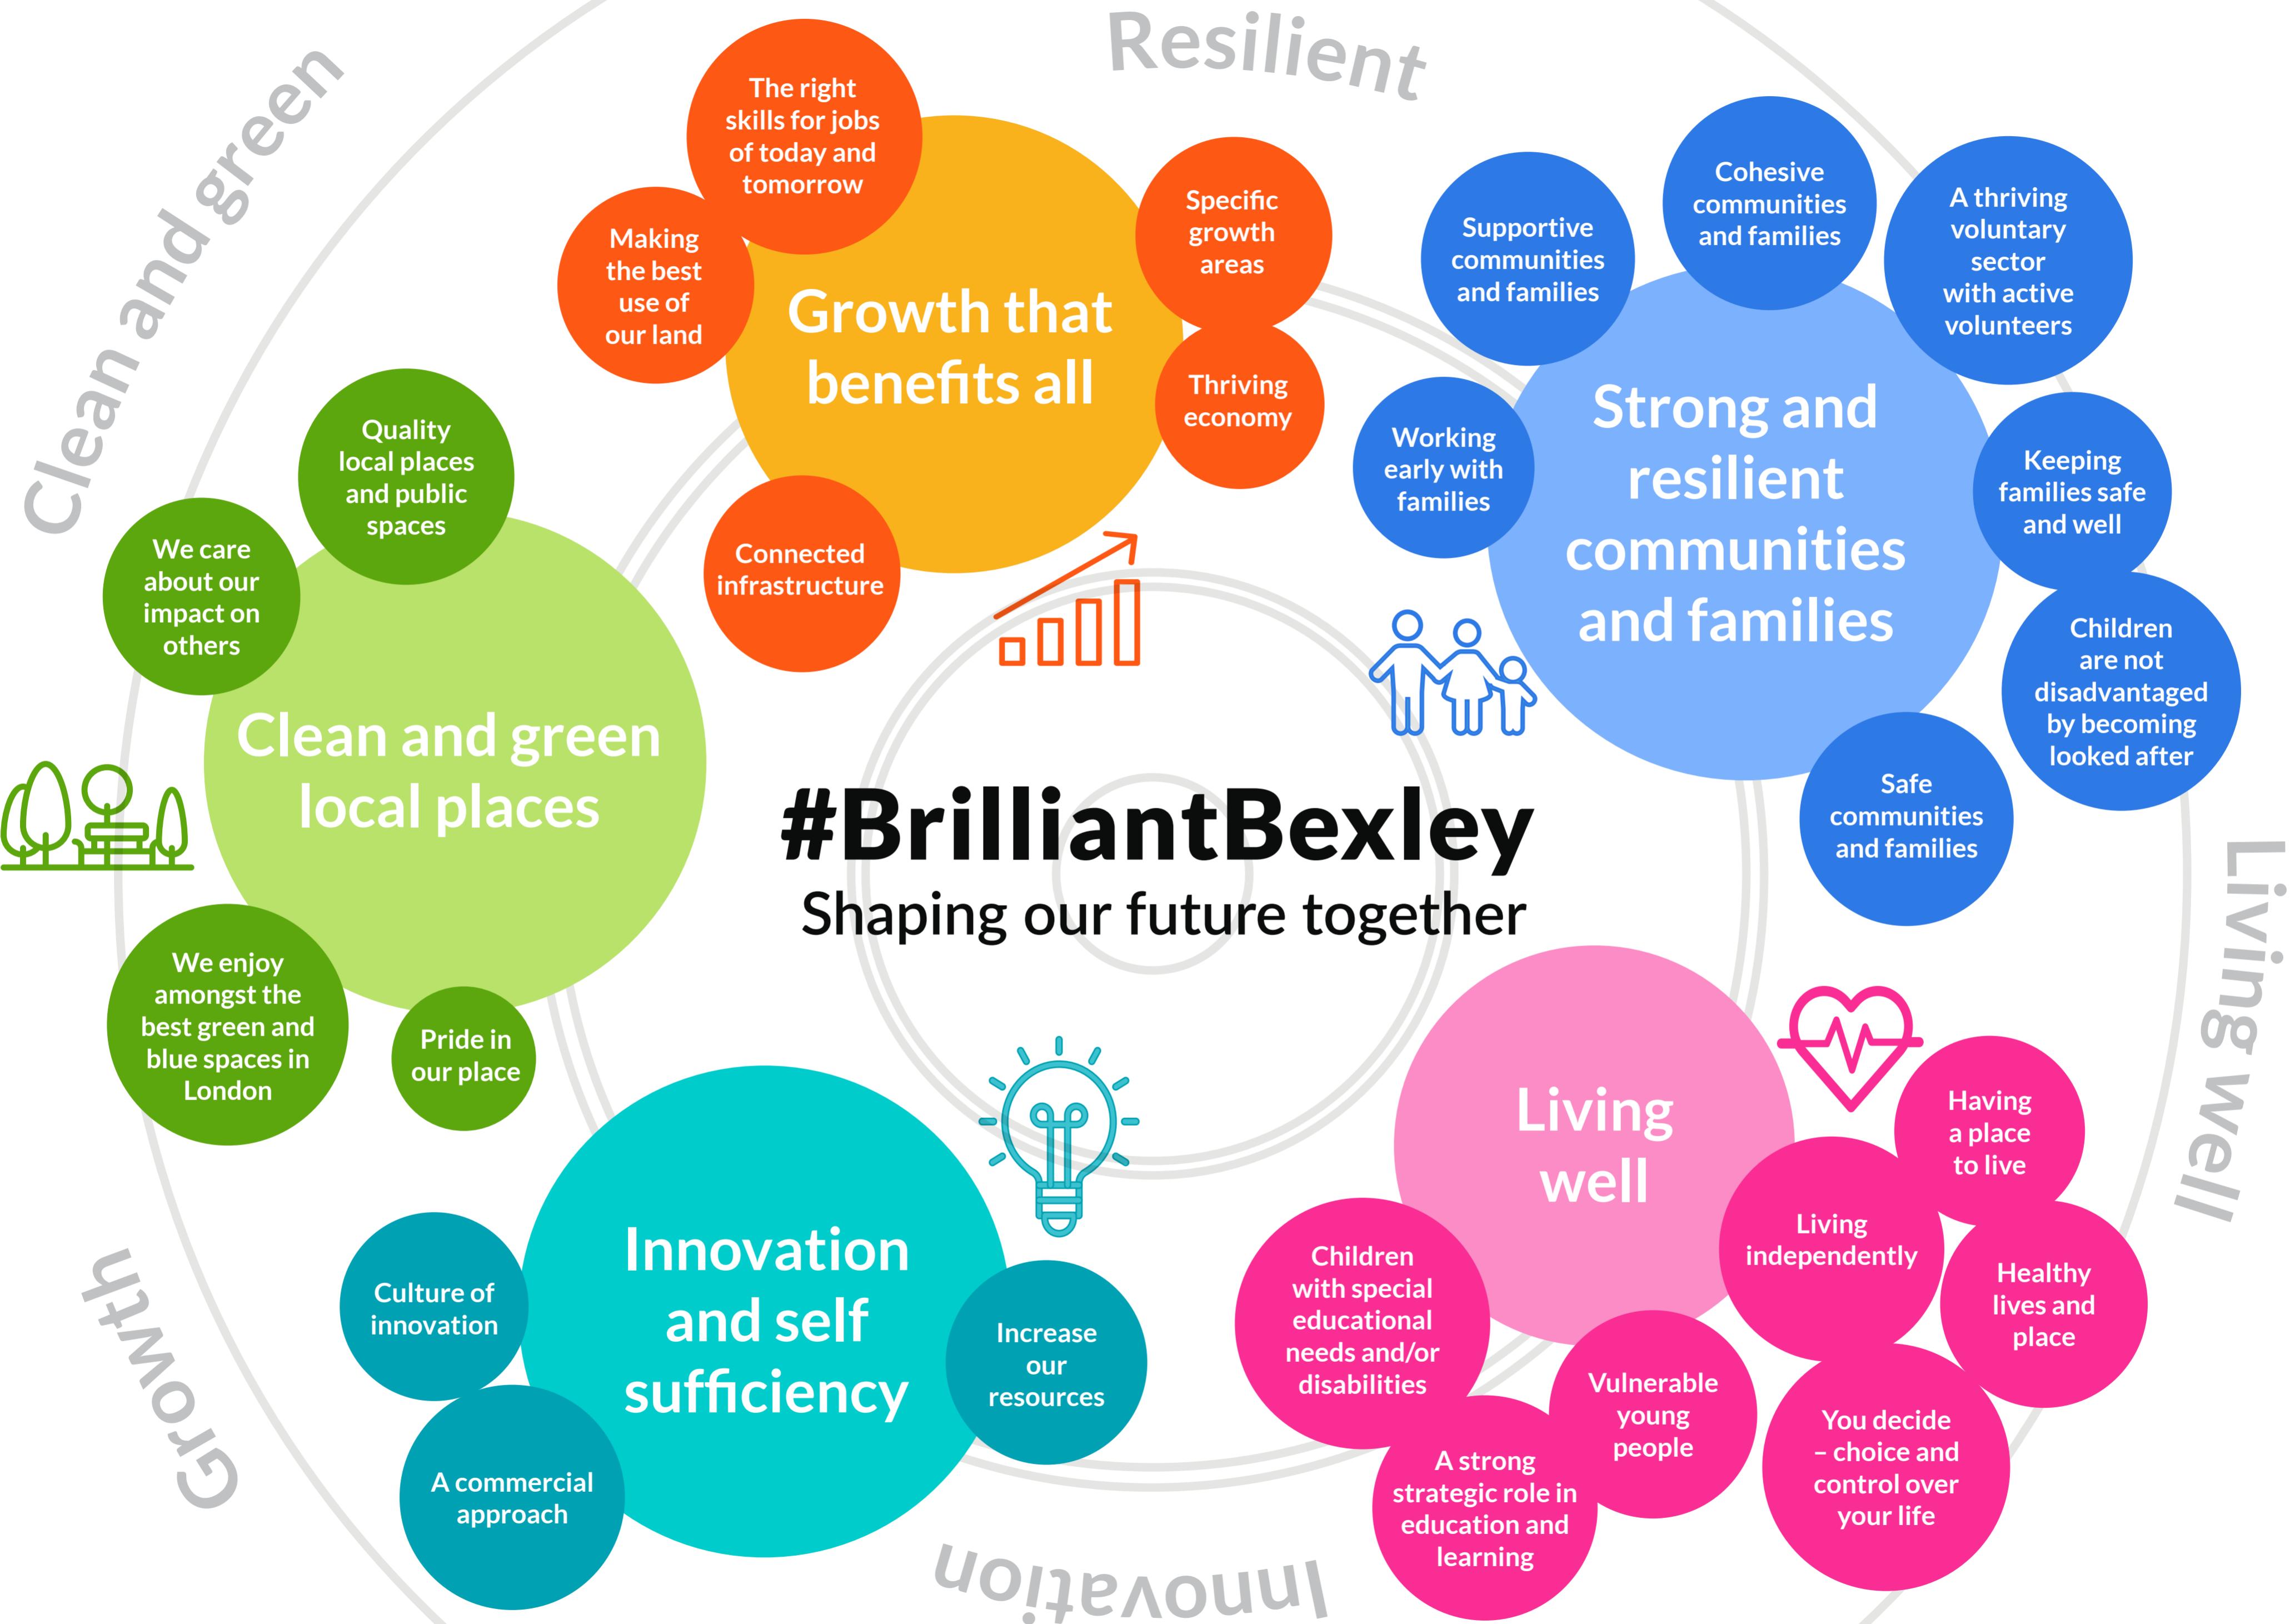 Resilient
Clean and green
The right
skills for jobs
of today and
tomorrow
Making
the best
use of
our land
Specific
growth
areas
Growth that
benefits all
Thriving
economy
Connected
infrastructure
Supportive
communities
and families
Cohesive
communities
and families
A thriving
voluntary
sector
with active
volunteers
Working
early with
families
Strong and
resilient
communities
and families
Keeping
families safe
and well
Children
are not
disadvantaged
by becoming
looked after
Safe
communities
and families
Quality
local places
and public
spaces
We care
about our
impact on
others
Clean and green
local places
We enjoy
amongst the
best green and
blue spaces in
London
Pride in
our place
#BrilliantBexley
Shaping our future together
Living well
Living
well
Having
a place
to live
Living
independently
Healthy
lives and
place
Children
with special
educational
needs and/or
disabilities
Vulnerable
young
people
You decide
– choice and
control over
your life
A strong
strategic role in
education and
learning
Innovation
and self
sufficiency
Culture of
innovation
Increase
our
resources
A commercial
approach
Growth
Innovation